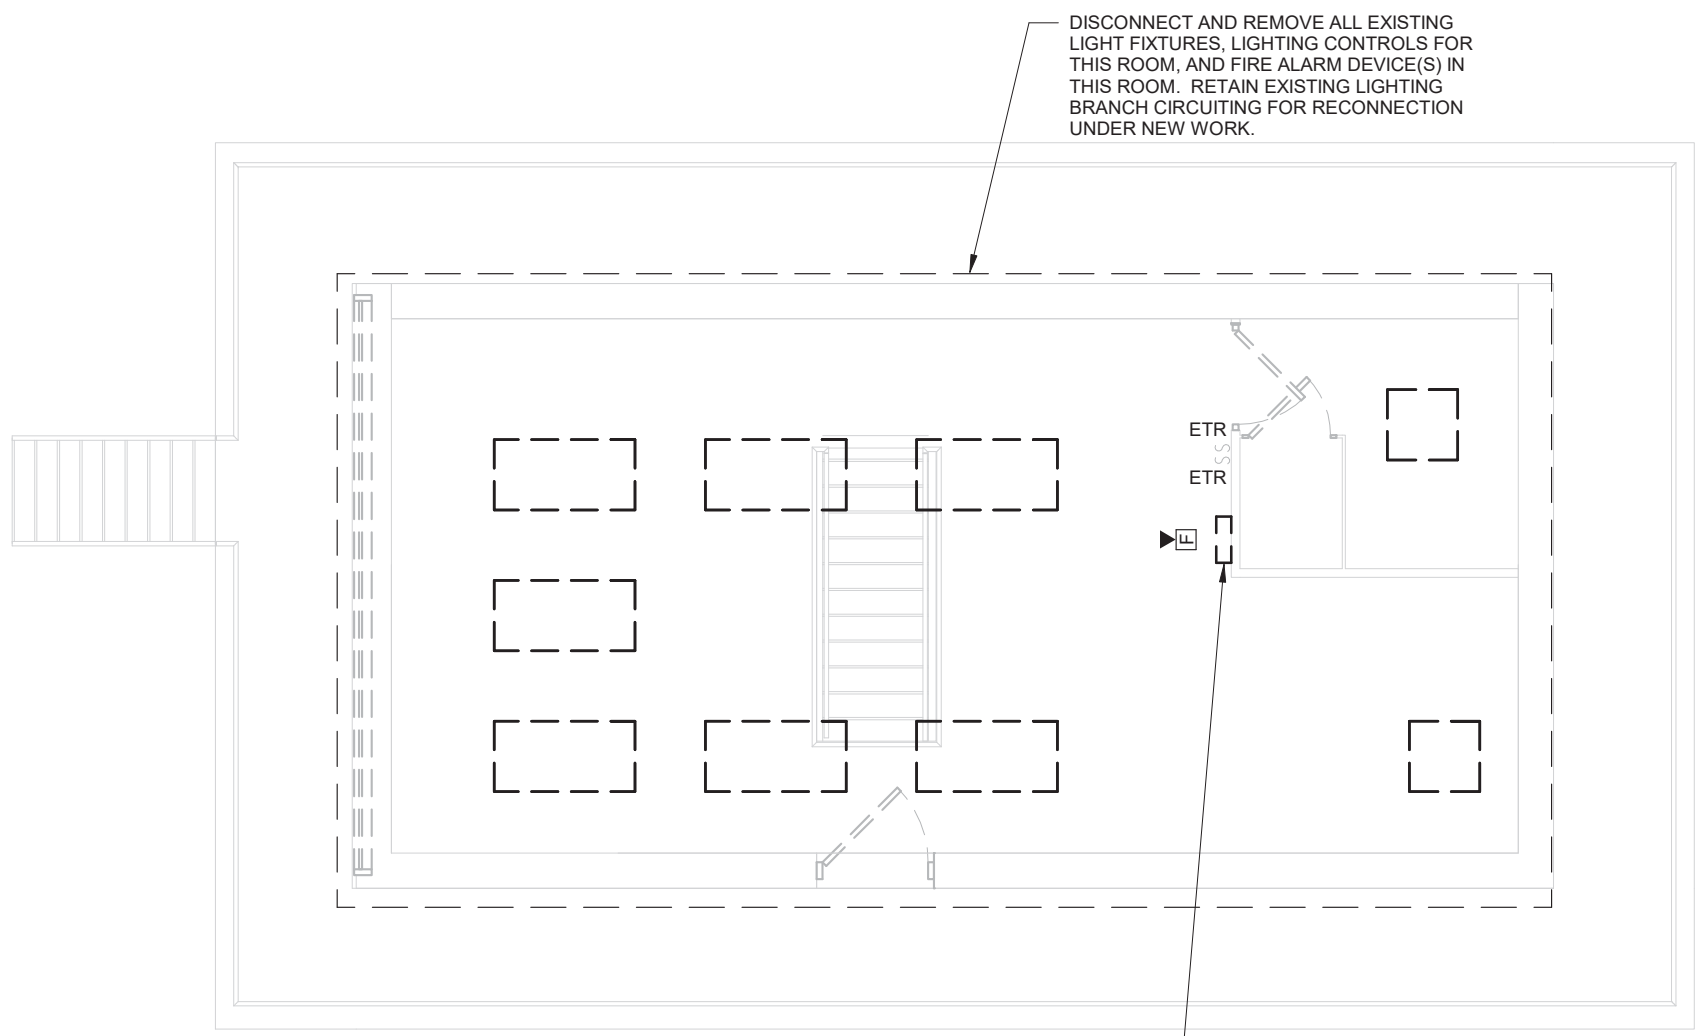 DISCONNECT AND REMOVE ALL EXISTING
LIGHT FIXTURES, LIGHTING CONTROLS FOR
THIS ROOM, AND FIRE ALARM DEVICE(S) IN
THIS ROOM. RETAIN EXISTING LIGHTING
BRANCH CIRCUITING FOR RECONNECTION
UNDER NEW WORK.
ETR
SS
ETR
F